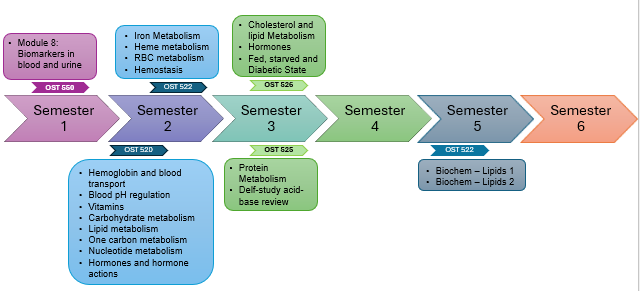 • Module 8:
Biomarkers in
blood and urine
OST 550
• Iron Metabolism
• Heme metabolism
• RBC metabolism
• Hemostasis
OST 522
• Cholesterol and
lipid Metabolism
• Hormones
• Fed, starved and
Diabetic State
OST 526
Semester
1
Semester
2
Semester
3
Semester
4
Semester
5
Semester
6
OST 520
• Hemoglobin and blood
transport
• Blood pH regulation
• Vitamins
• Carbohydrate metabolism
• Lipid metabolism
• One carbon metabolism
• Nucleotide metabolism
• Hormones and hormone
actions
OST 525
• Protein
Metabolism
• Delf-study acid-
base review
OST 522
• Biochem – Lipids 1
• Biochem – Lipids 2